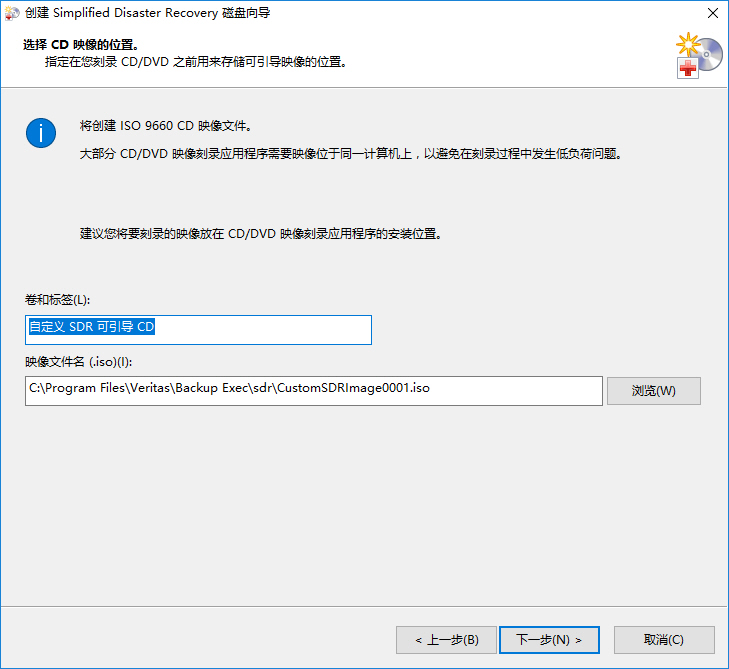 创建 Simplified Disaster Recovery 磁盘向导
选择 CD 映像的位置。
指定在您刻录 CD/DVD 之前用来存储可引导映像的位置。
将创建 ISO 9660 CD 映像文件。
大部分 CD/DVD 映像刻录应用程序需要映像位于同一计算机上，以避免在刻录过程中发生低负荷问题。
建议您将要刻录的映像放在 CD/DVD 映像刻录应用程序的安装位置。
卷和标签(L):
自定义 SDR 可引导 CD
映像文件名 (.iso)(I):
C:\Program Files\Veritas\Backup Exec\sdr\CustomSDRImage0001.iso
浏览(W)
< 上一步(B)
下一步(N) >
取消(C)